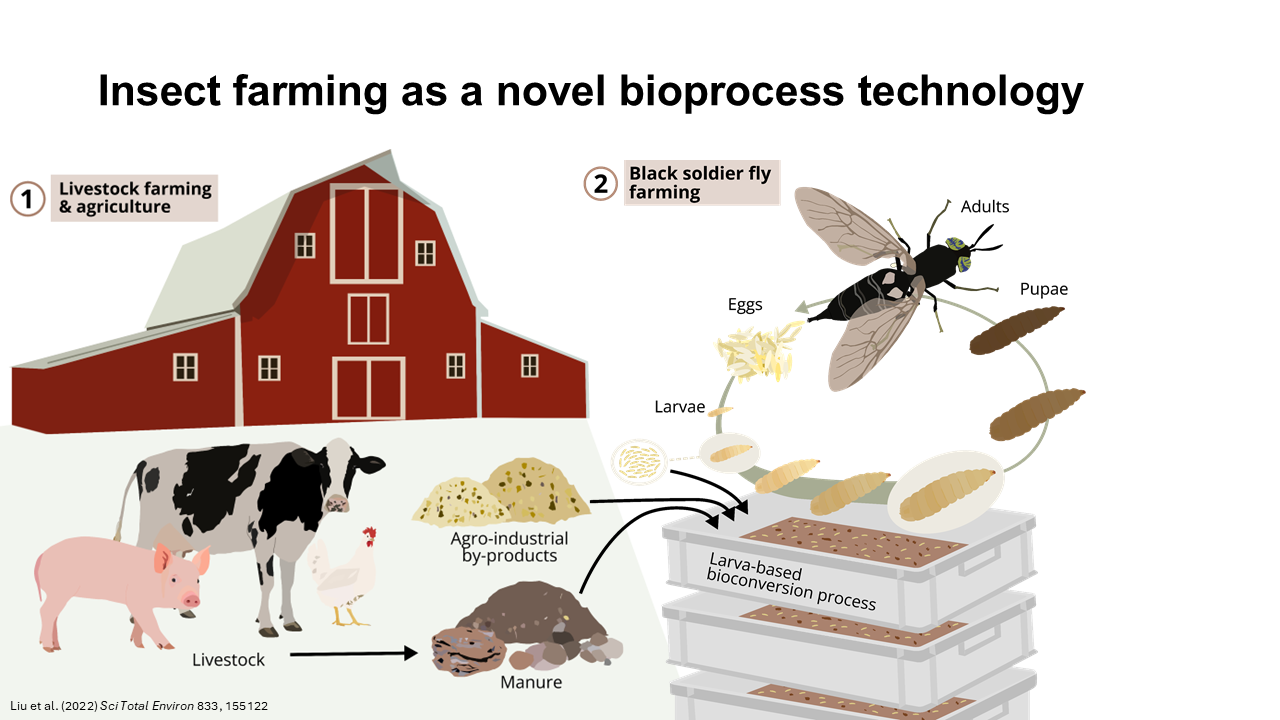 Insect farming as a novel bioprocess technology
1
Livestock farming
& agriculture
2
Black soldier fly
farming
Adults
Pupae
Eggs
Larvae
Agro-industrial
by-products
Larva-based
bioconversion process
Livestock
Manure
Liu et al. (2022) Sci Total Environ 833, 155122